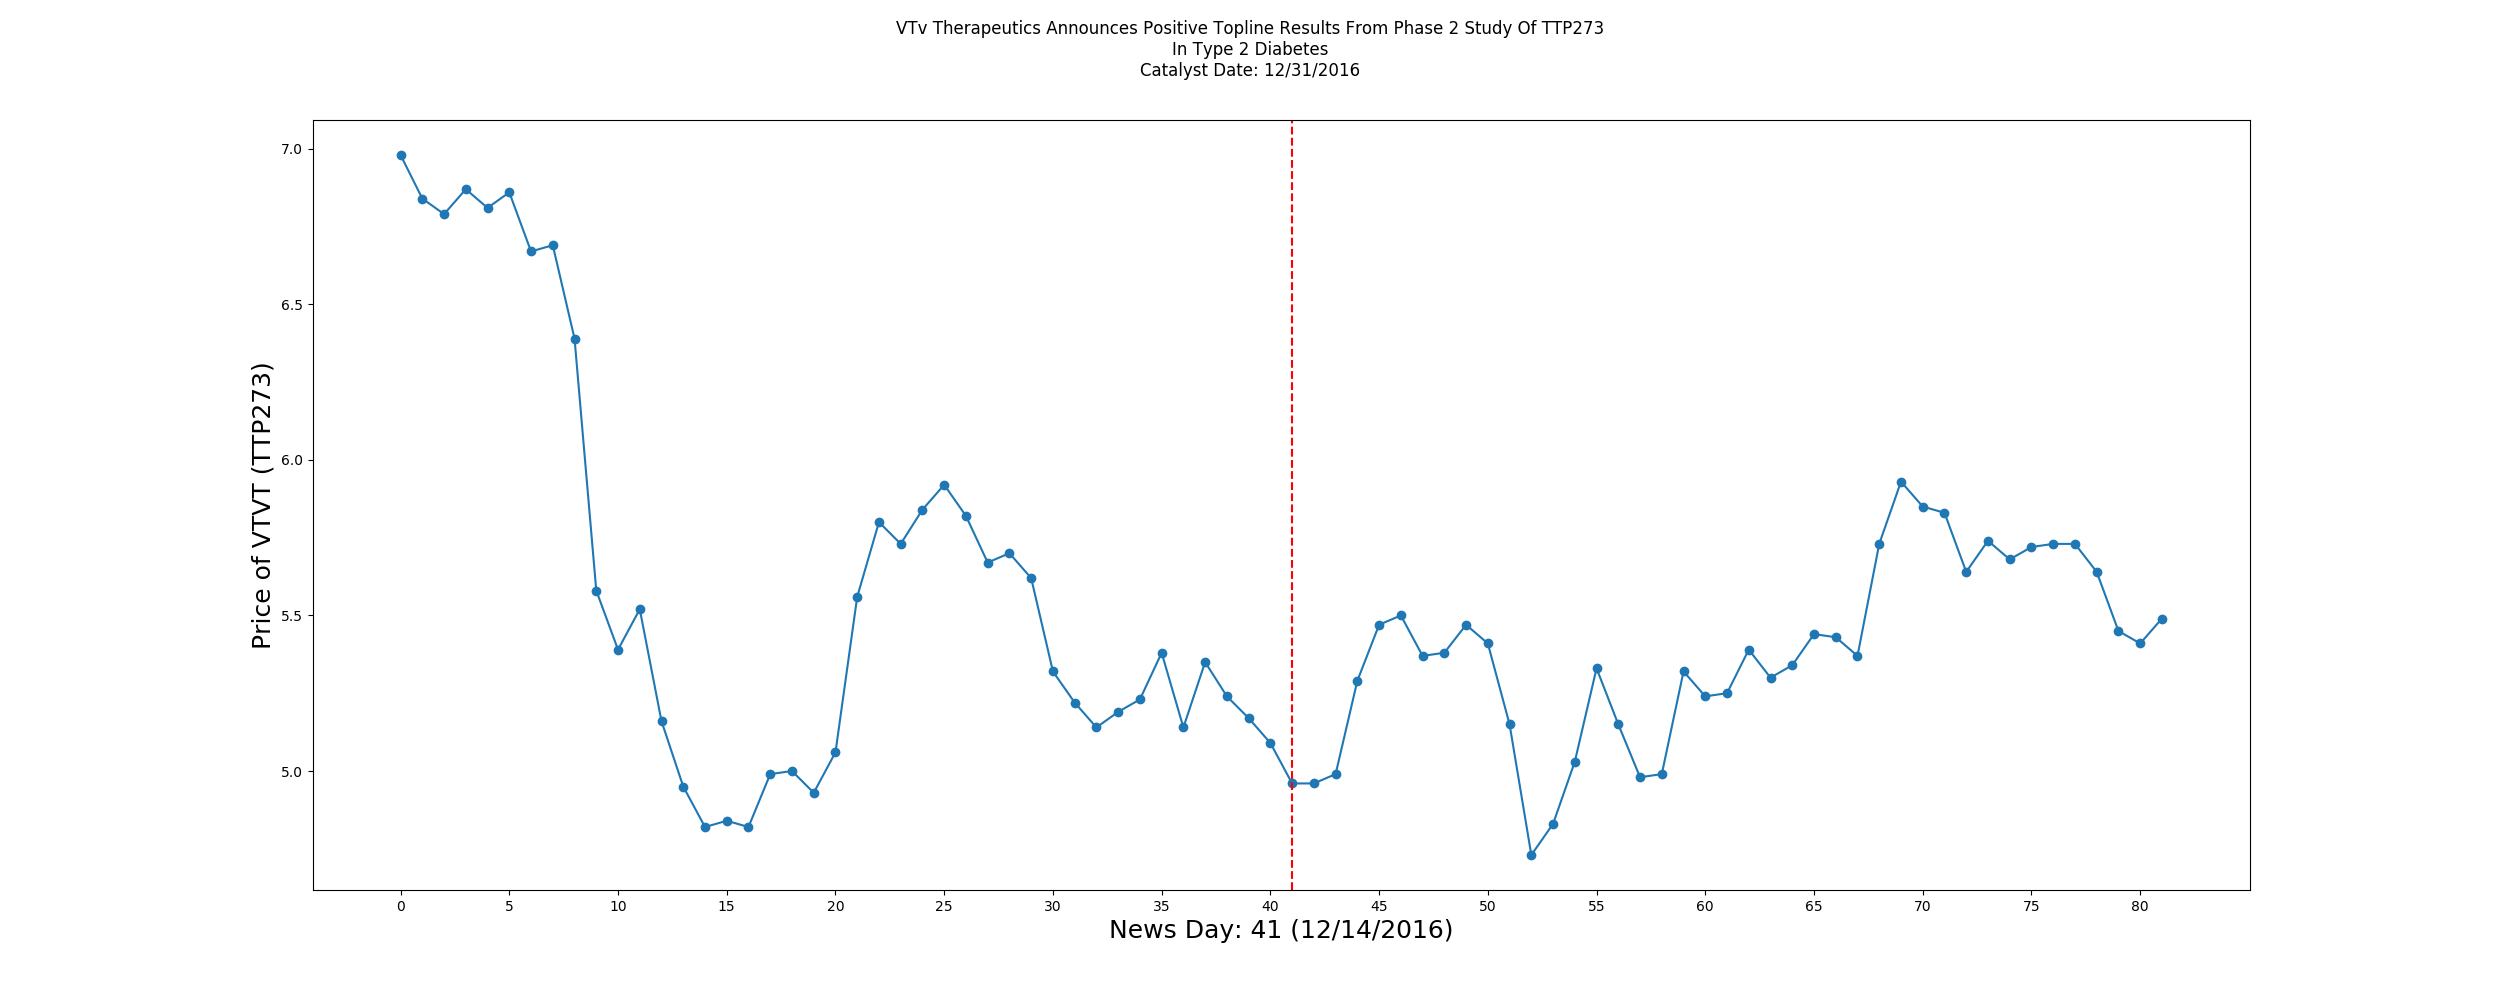 VTv Therapeutics Announces Positive Topline Results From Phase 2 Study Of TTP273
In Type 2 Diabetes
Catalyst Date: 12/31/2016
Price of VTVT (TTP273)
7.0
6.5
6.0
5.5
5.0
0 5 10 15 20 25 30 35 40 45 50 55 60 65 70 75 80
News Day: 41 (12/14/2016)